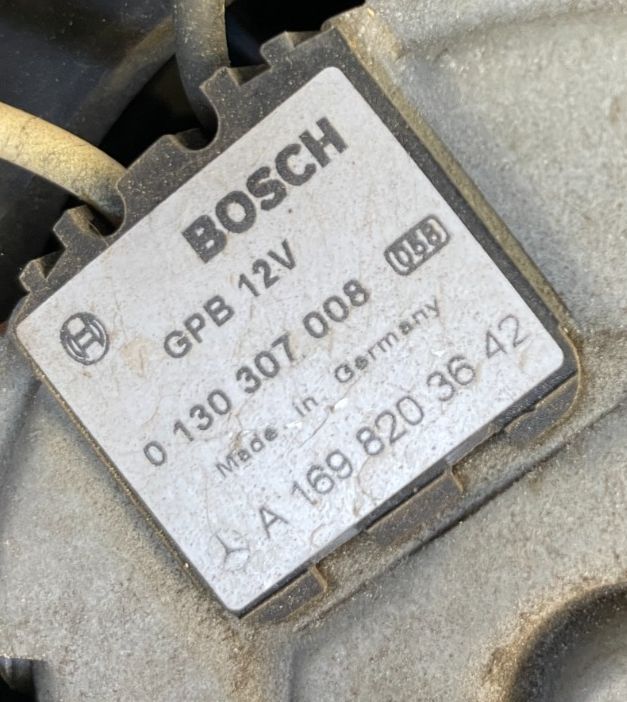 BOSCH
GPB 12V
0 130 307 008 058
Made in Germany
A 169 820 36 42